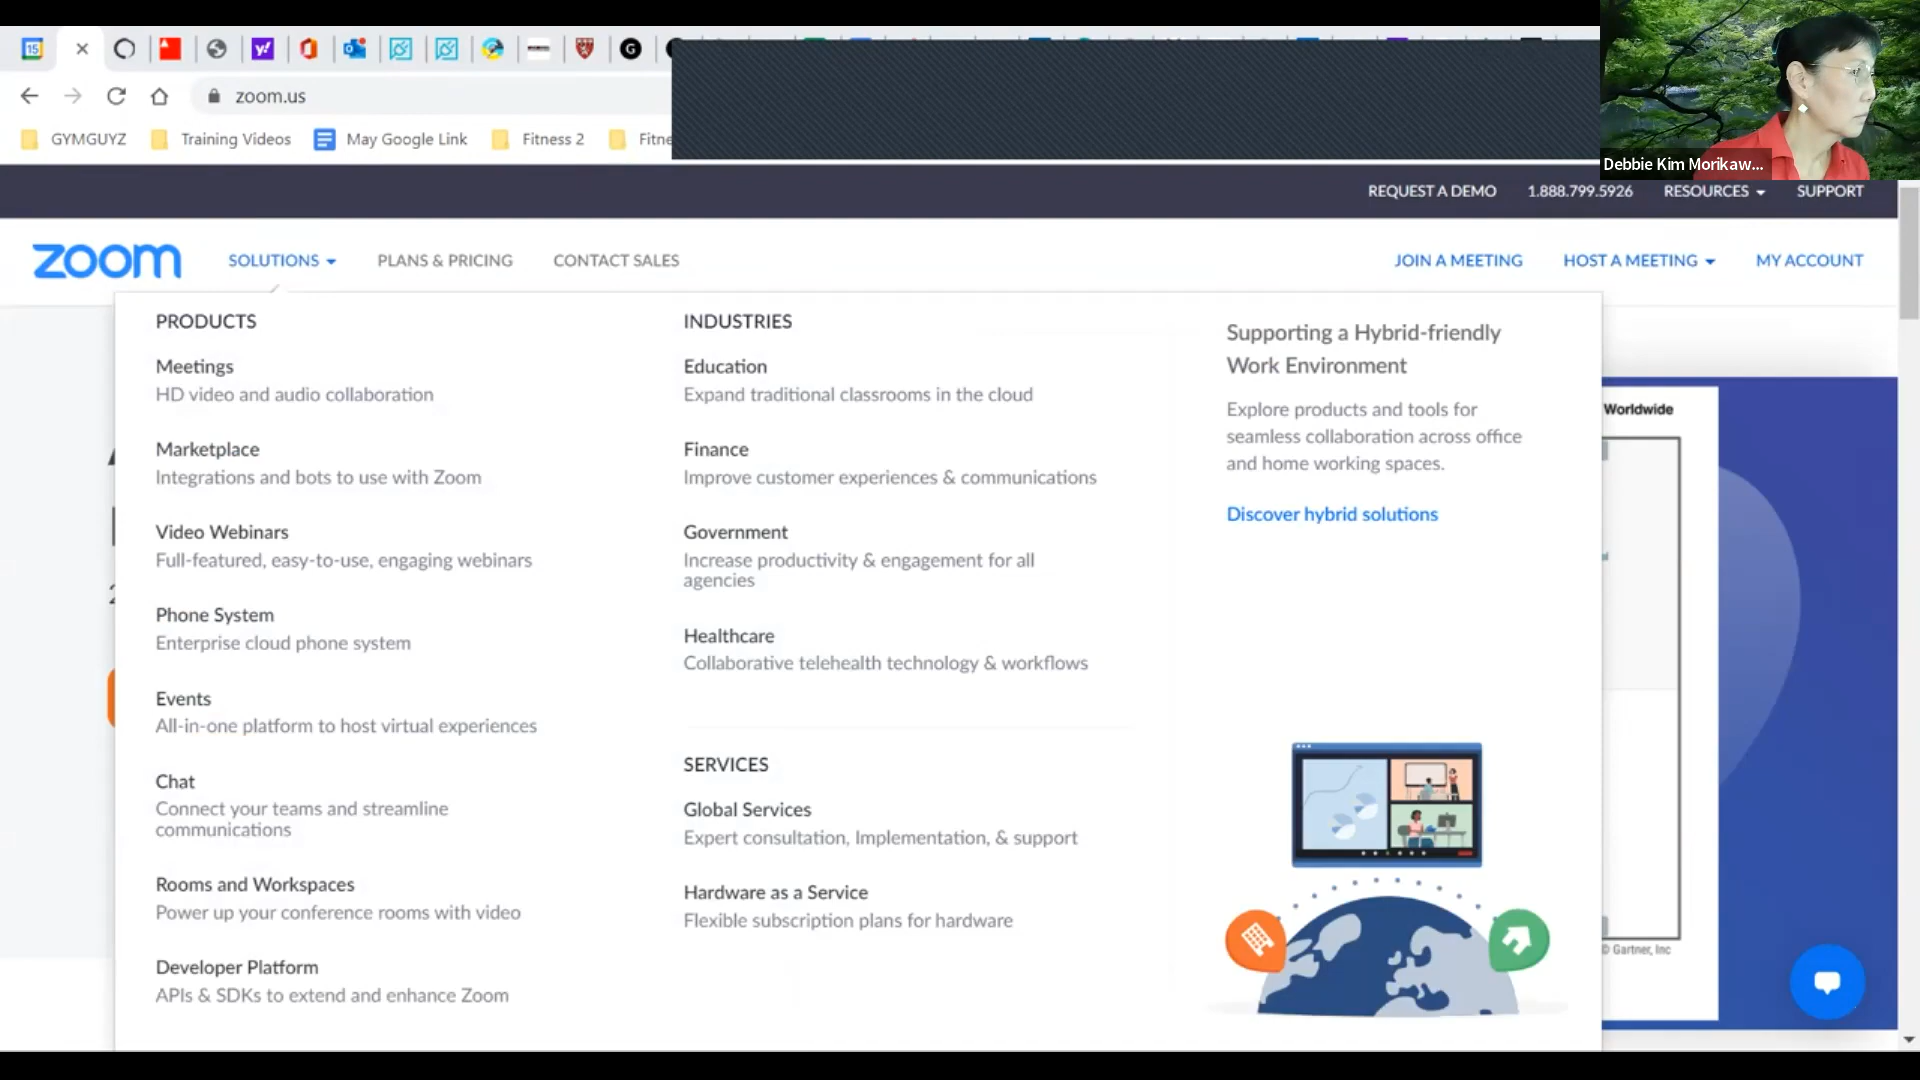 15
G
zoom.us
GYMGUYZ
Training Videos
May Google Link
Fitness 2
Fitne
Debbie Kim Morikaw...
REQUEST A DEMO
1.888.799.5926
RESOURCES
SUPPORT
zoom
SOLUTIONS
PLANS & PRICING
CONTACT SALES
JOIN A MEETING
HOST A MEETING
MY ACCOUNT
PRODUCTS
Meetings
HD video and audio collaboration
Marketplace
Integrations and bots to use with Zoom
Video Webinars
Full-featured, easy-to-use, engaging webinars
Phone System
Enterprise cloud phone system
Events
All-in-one platform to host virtual experiences
Chat
Connect your teams and streamline
communications
Rooms and Workspaces
Power up your conference rooms with video
Developer Platform
APIs & SDKs to extend and enhance Zoom
INDUSTRIES
Education
Expand traditional classrooms in the cloud
Finance
Improve customer experiences & communications
Government
Increase productivity & engagement for all
agencies
Healthcare
Collaborative telehealth technology & workflows
SERVICES
Global Services
Expert consultation, Implementation, & support
Hardware as a Service
Flexible subscription plans for hardware
Supporting a Hybrid-friendly
Work Environment
Explore products and tools for
seamless collaboration across office
and home working spaces.
Discover hybrid solutions
Worldwide
© Gartner, Inc